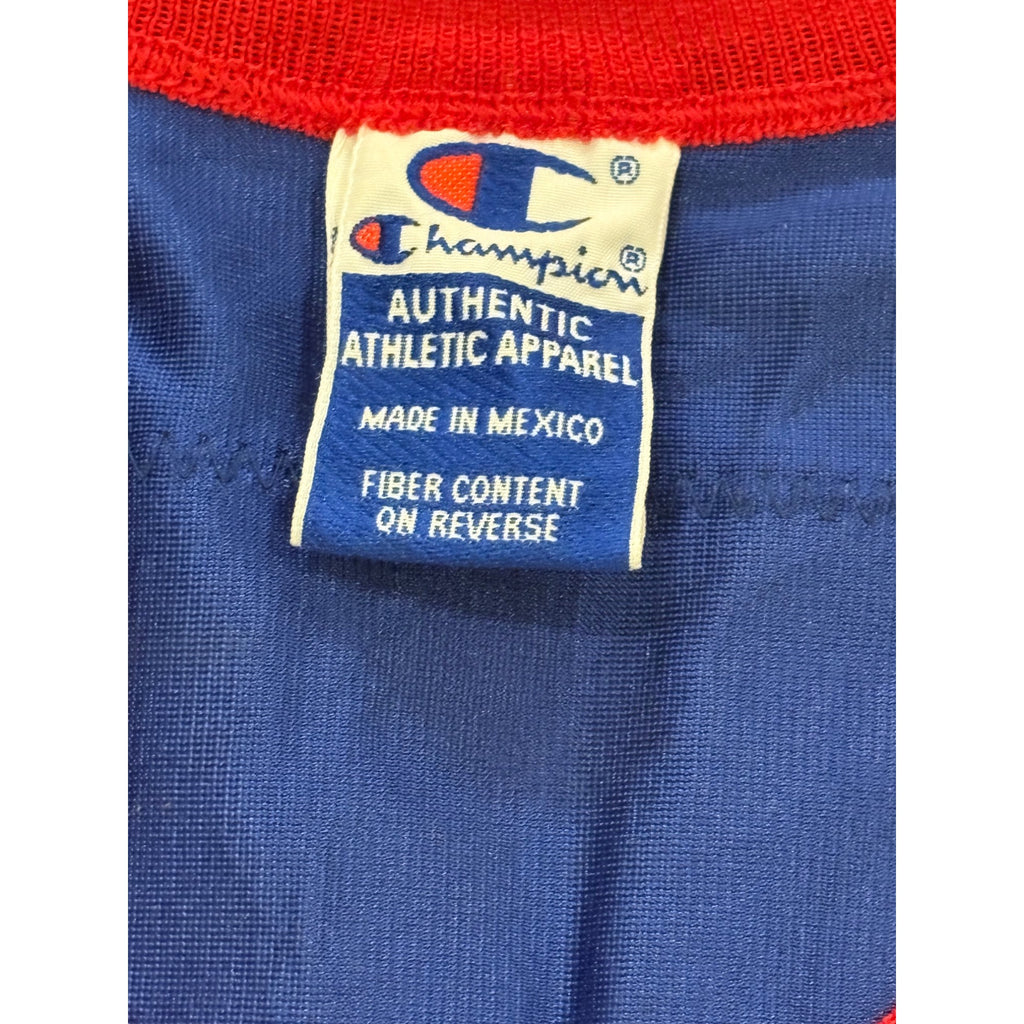 ®
Champion®
AUTHENTIC
ATHLETIC APPAREL
MADE IN MEXICO
FIBER CONTENT
ON REVERSE